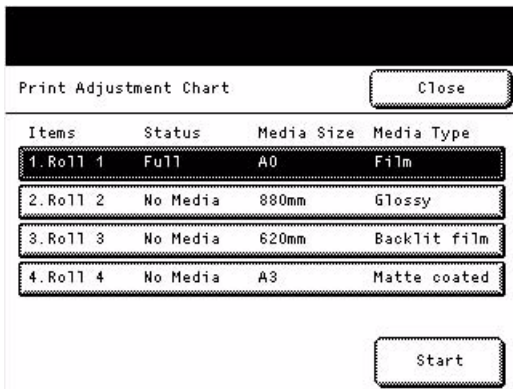 Print Adjustment Chart Close
Items Status Media Size Media Type
1.Roll 1 Full A0 Film
2.Roll 2 No Media 880mm Glossy
3.Roll 3 No Media 620mm Backlit film
4.Roll 4 No Media A3 Matte coated
Start